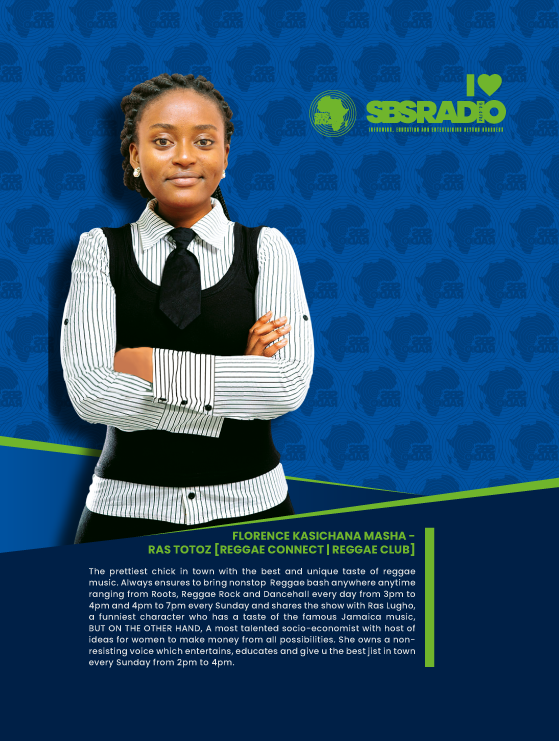 I
SBSRADIO
INFORMING, EDUCATION AND ENTERTAINING BEYOND BOARDERS
FLORENCE KASICHANA MASHA -
RAS TOTOZ [REGGAE CONNECT | REGGAE CLUB]
The prettiest chick in town with the best and unique taste of reggae
music. Always ensures to bring nonstop Reggae bash anywhere anytime
ranging from Roots, Reggae Rock and Dancehall every day from 3pm to
4pm and 4pm to 7pm every Sunday and shares the show with Ras Lugho,
a funniest character who has a taste of the famous Jamaica music,
BUT ON THE OTHER HAND, A most talented socio-economist with host of
ideas for women to make money from all possibilities. She owns a non-
resisting voice which entertains, educates and give u the best jist in town
every Sunday from 2pm to 4pm.